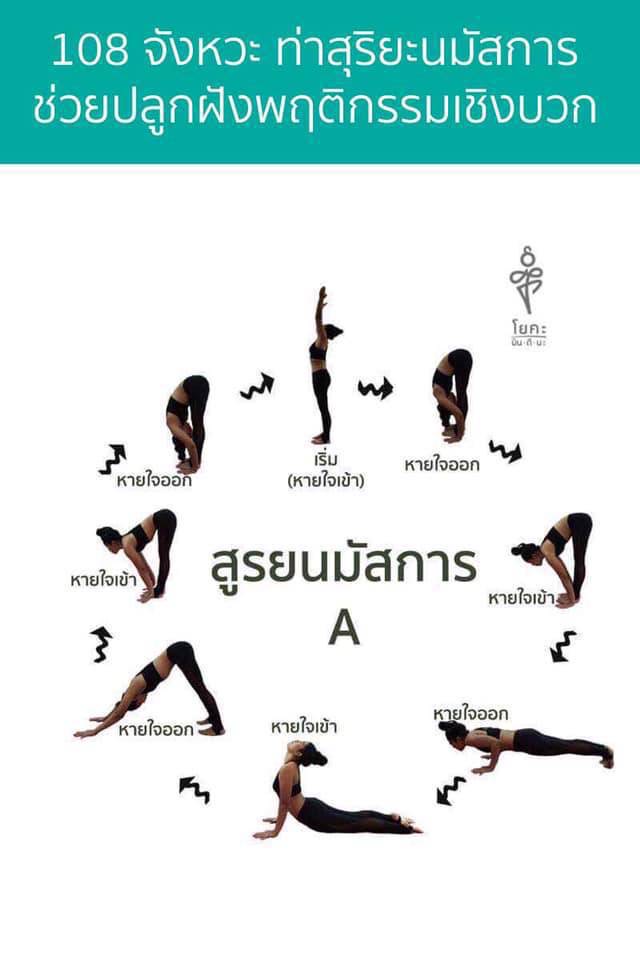 108 จังหวะ ท่าสุริยะนมัสการ
ช่วยปลูกฝังพฤติกรรมเชิงบวก
โยคะ
มัน-ดี-นะ
เริ่ม
(หายใจเข้า)
หายใจออก
หายใจออก
หายใจเข้า
สูรยนมัสการ
A
หายใจเข้า
หายใจออก
หายใจเข้า
หายใจออก